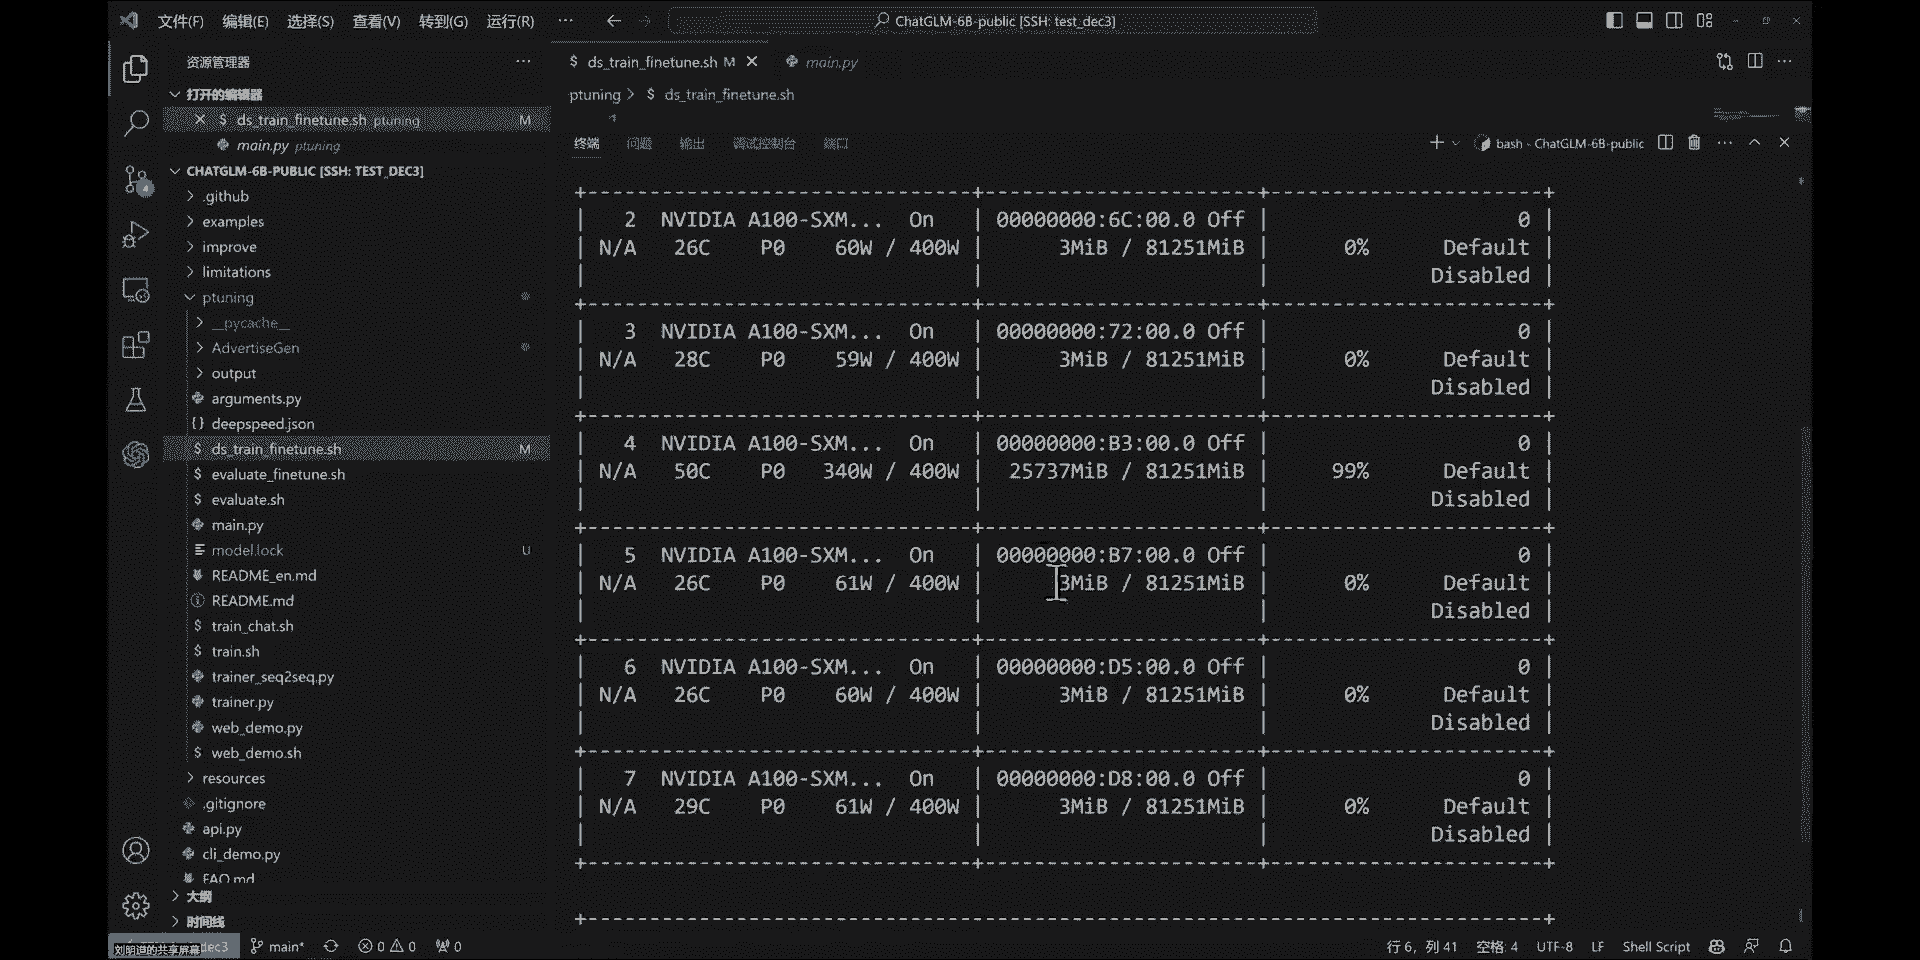 文件(F) 编辑(E) 选择(S) 查看(V) 转到(G) 运行(R) ··· ChatGLM-6B-public [SSH: test_dec3]
资源管理器 ···
打开的编辑器
ds_train_finetune.sh ptuning M
main.py ptuning
CHATGLM-6B-PUBLIC [SSH: TEST_DEC3]
.github
examples
improve
limitations
ptuning
__pycache__
AdvertiseGen
output
arguments.py
deepspeed.json
$ ds_train_finetune.sh M
$ evaluate_finetune.sh
$ evaluate.sh
main.py
model.lock U
README_en.md
README.md
$ train_chat.sh
$ train.sh
trainer_seq2seq.py
trainer.py
web_demo.py
$ web_demo.sh
resources
.gitignore
api.py
cli_demo.py
FAQ.md
大纲
时间线
4
$ ds_train_finetune.sh M
main.py
ptuning > $ ds_train_finetune.sh
终端 问题 输出 调试控制台 端口
bash - ChatGLM-6B-public
+-------------------------------+----------------------+----------------------+
| 2 NVIDIA A100-SXM... On | 00000000:6C:00.0 Off | 0 |
| N/A 26C P0 60W / 400W | 3MiB / 81251MiB | 0% Default |
| | | Disabled |
+-------------------------------+----------------------+----------------------+
| 3 NVIDIA A100-SXM... On | 00000000:72:00.0 Off | 0 |
| N/A 28C P0 59W / 400W | 3MiB / 81251MiB | 0% Default |
| | | Disabled |
+-------------------------------+----------------------+----------------------+
| 4 NVIDIA A100-SXM... On | 00000000:B3:00.0 Off | 0 |
| N/A 50C P0 340W / 400W | 25737MiB / 81251MiB | 99% Default |
| | | Disabled |
+-------------------------------+----------------------+----------------------+
| 5 NVIDIA A100-SXM... On | 00000000:B7:00.0 Off | 0 |
| N/A 26C P0 61W / 400W | 3MiB / 81251MiB | 0% Default |
| | | Disabled |
+-------------------------------+----------------------+----------------------+
| 6 NVIDIA A100-SXM... On | 00000000:D5:00.0 Off | 0 |
| N/A 26C P0 60W / 400W | 3MiB / 81251MiB | 0% Default |
| | | Disabled |
+-------------------------------+----------------------+----------------------+
| 7 NVIDIA A100-SXM... On | 00000000:D8:00.0 Off | 0 |
| N/A 29C P0 61W / 400W | 3MiB / 81251MiB | 0% Default |
| | | Disabled |
+-------------------------------+----------------------+----------------------+
+-----------------------------------------------------------------------------+
的共享屏幕 dec3 main* 0 0 0 行 6, 列 41 空格: 4 UTF-8 LF Shell Script